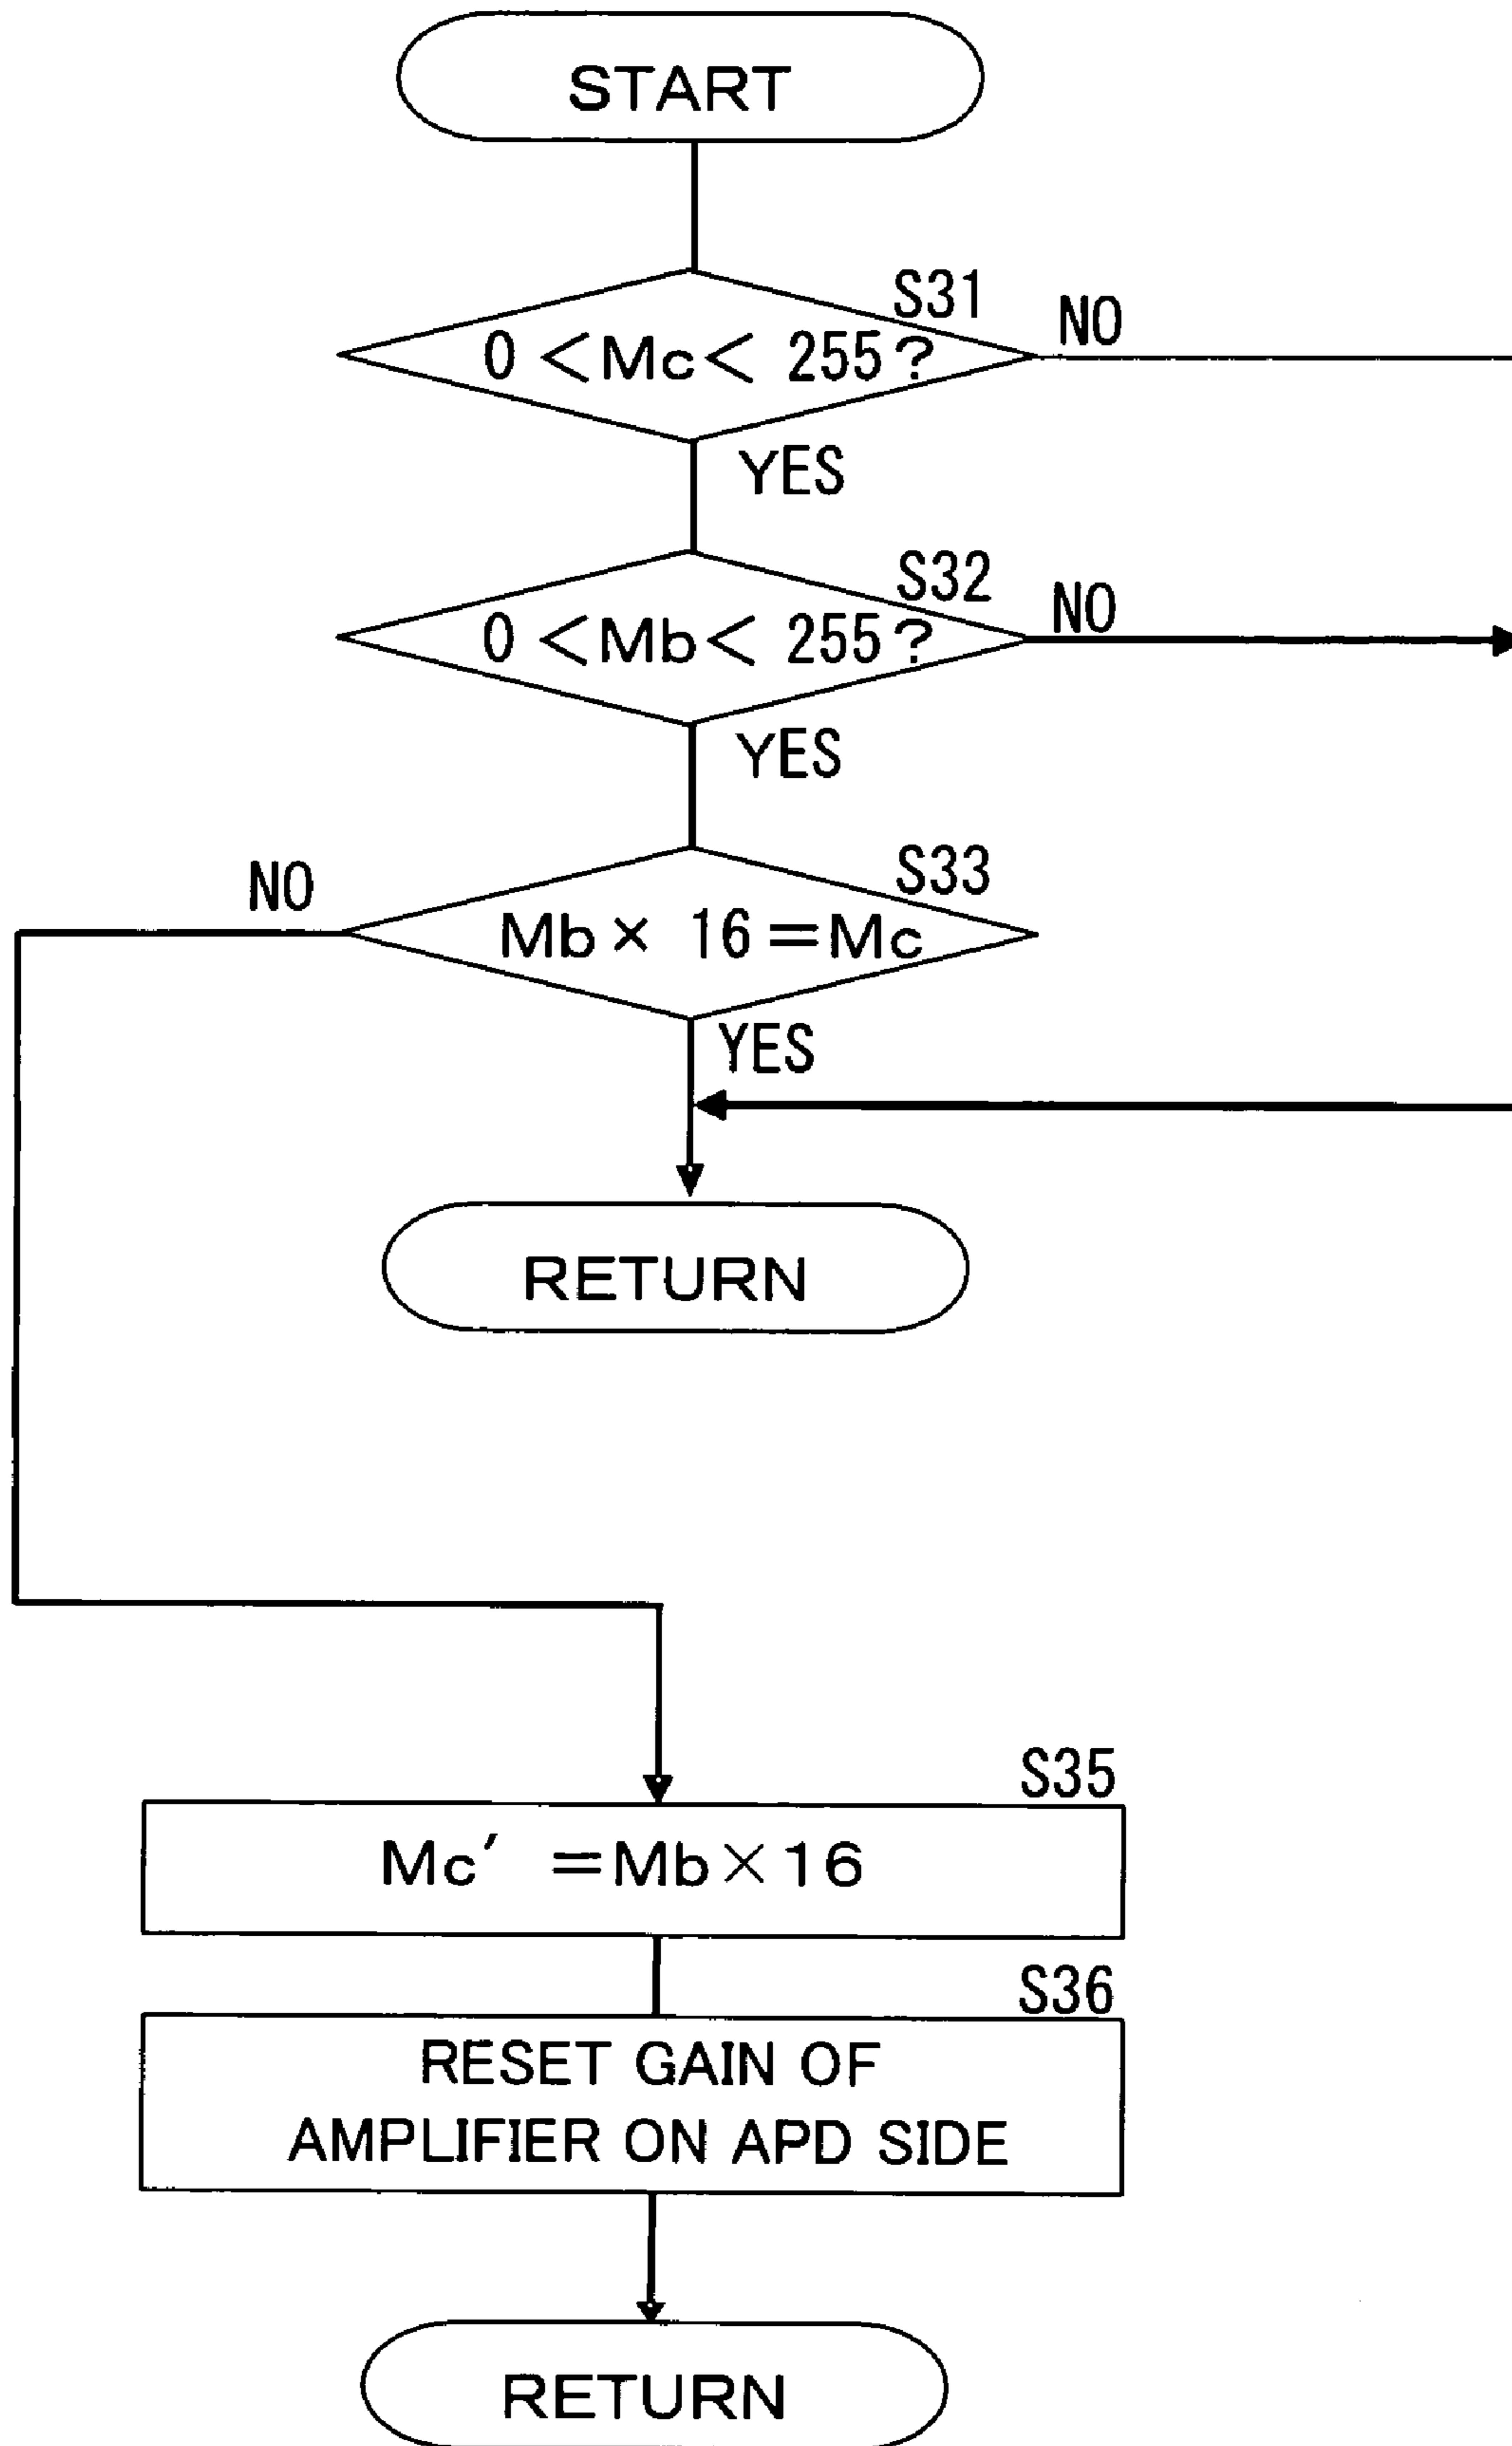 START
S31
NO
0 <Mc< 255?
YES
S32
NO
0 <Mb< 255?
YES
S33
NO
Mb× 16=Mc
YES
RETURN
S35
Mc′ =Mb×16
S36
RESET GAIN OF
AMPLIFIER ON APD SIDE
RETURN